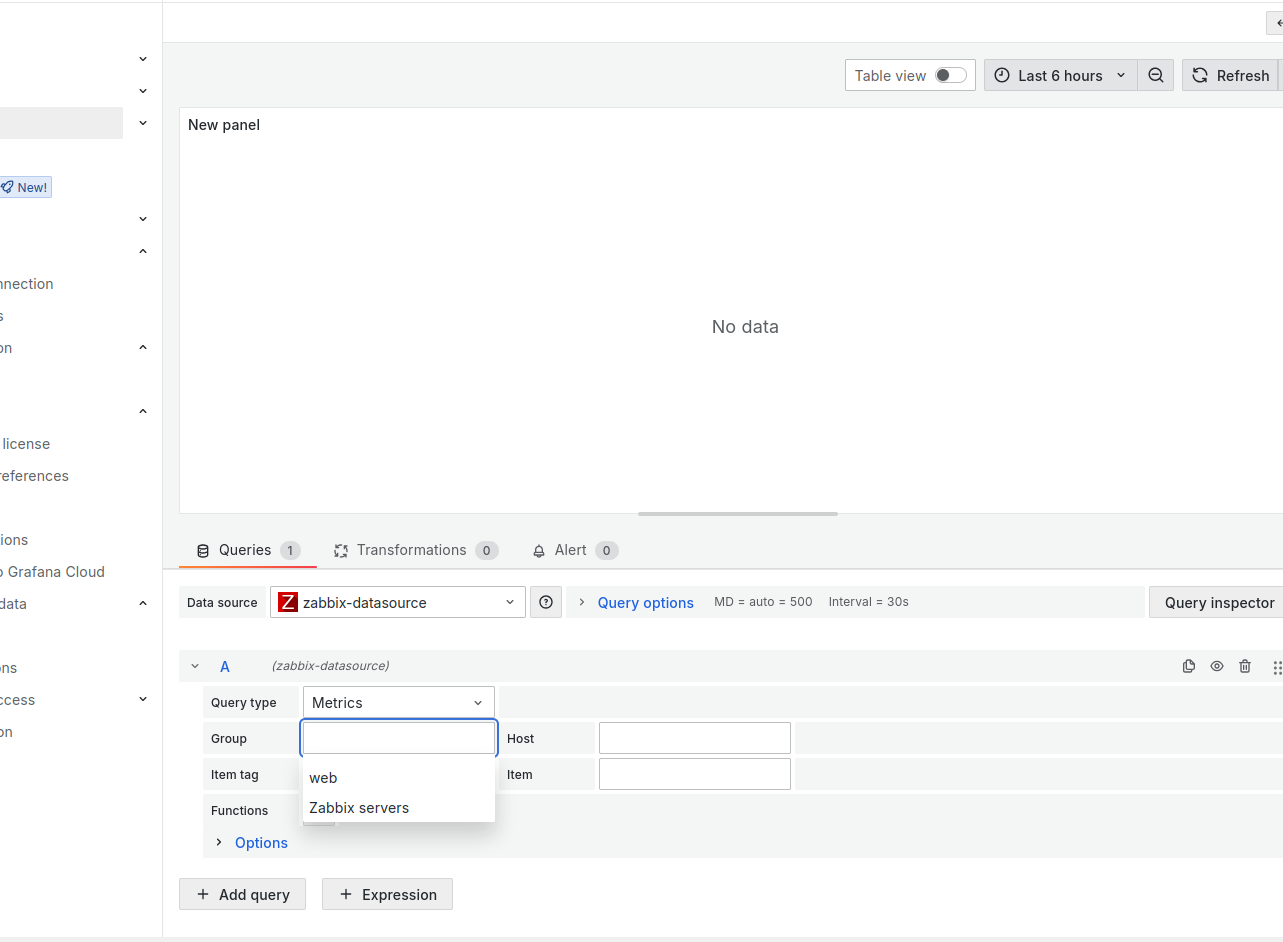 Table view
Last 6 hours
Refresh
New panel
New!
No data
nnection
s
on
license
references
ions
o Grafana Cloud
data
ons
ccess
on
Queries 1
Transformations 0
Alert 0
Data source
Z zabbix-datasource
Query options
MD = auto = 500
Interval = 30s
Query inspector
A
(zabbix-datasource)
Query type
Metrics
Group
Host
Item tag
web
Item
Zabbix servers
Functions
Options
+ Add query
+ Expression